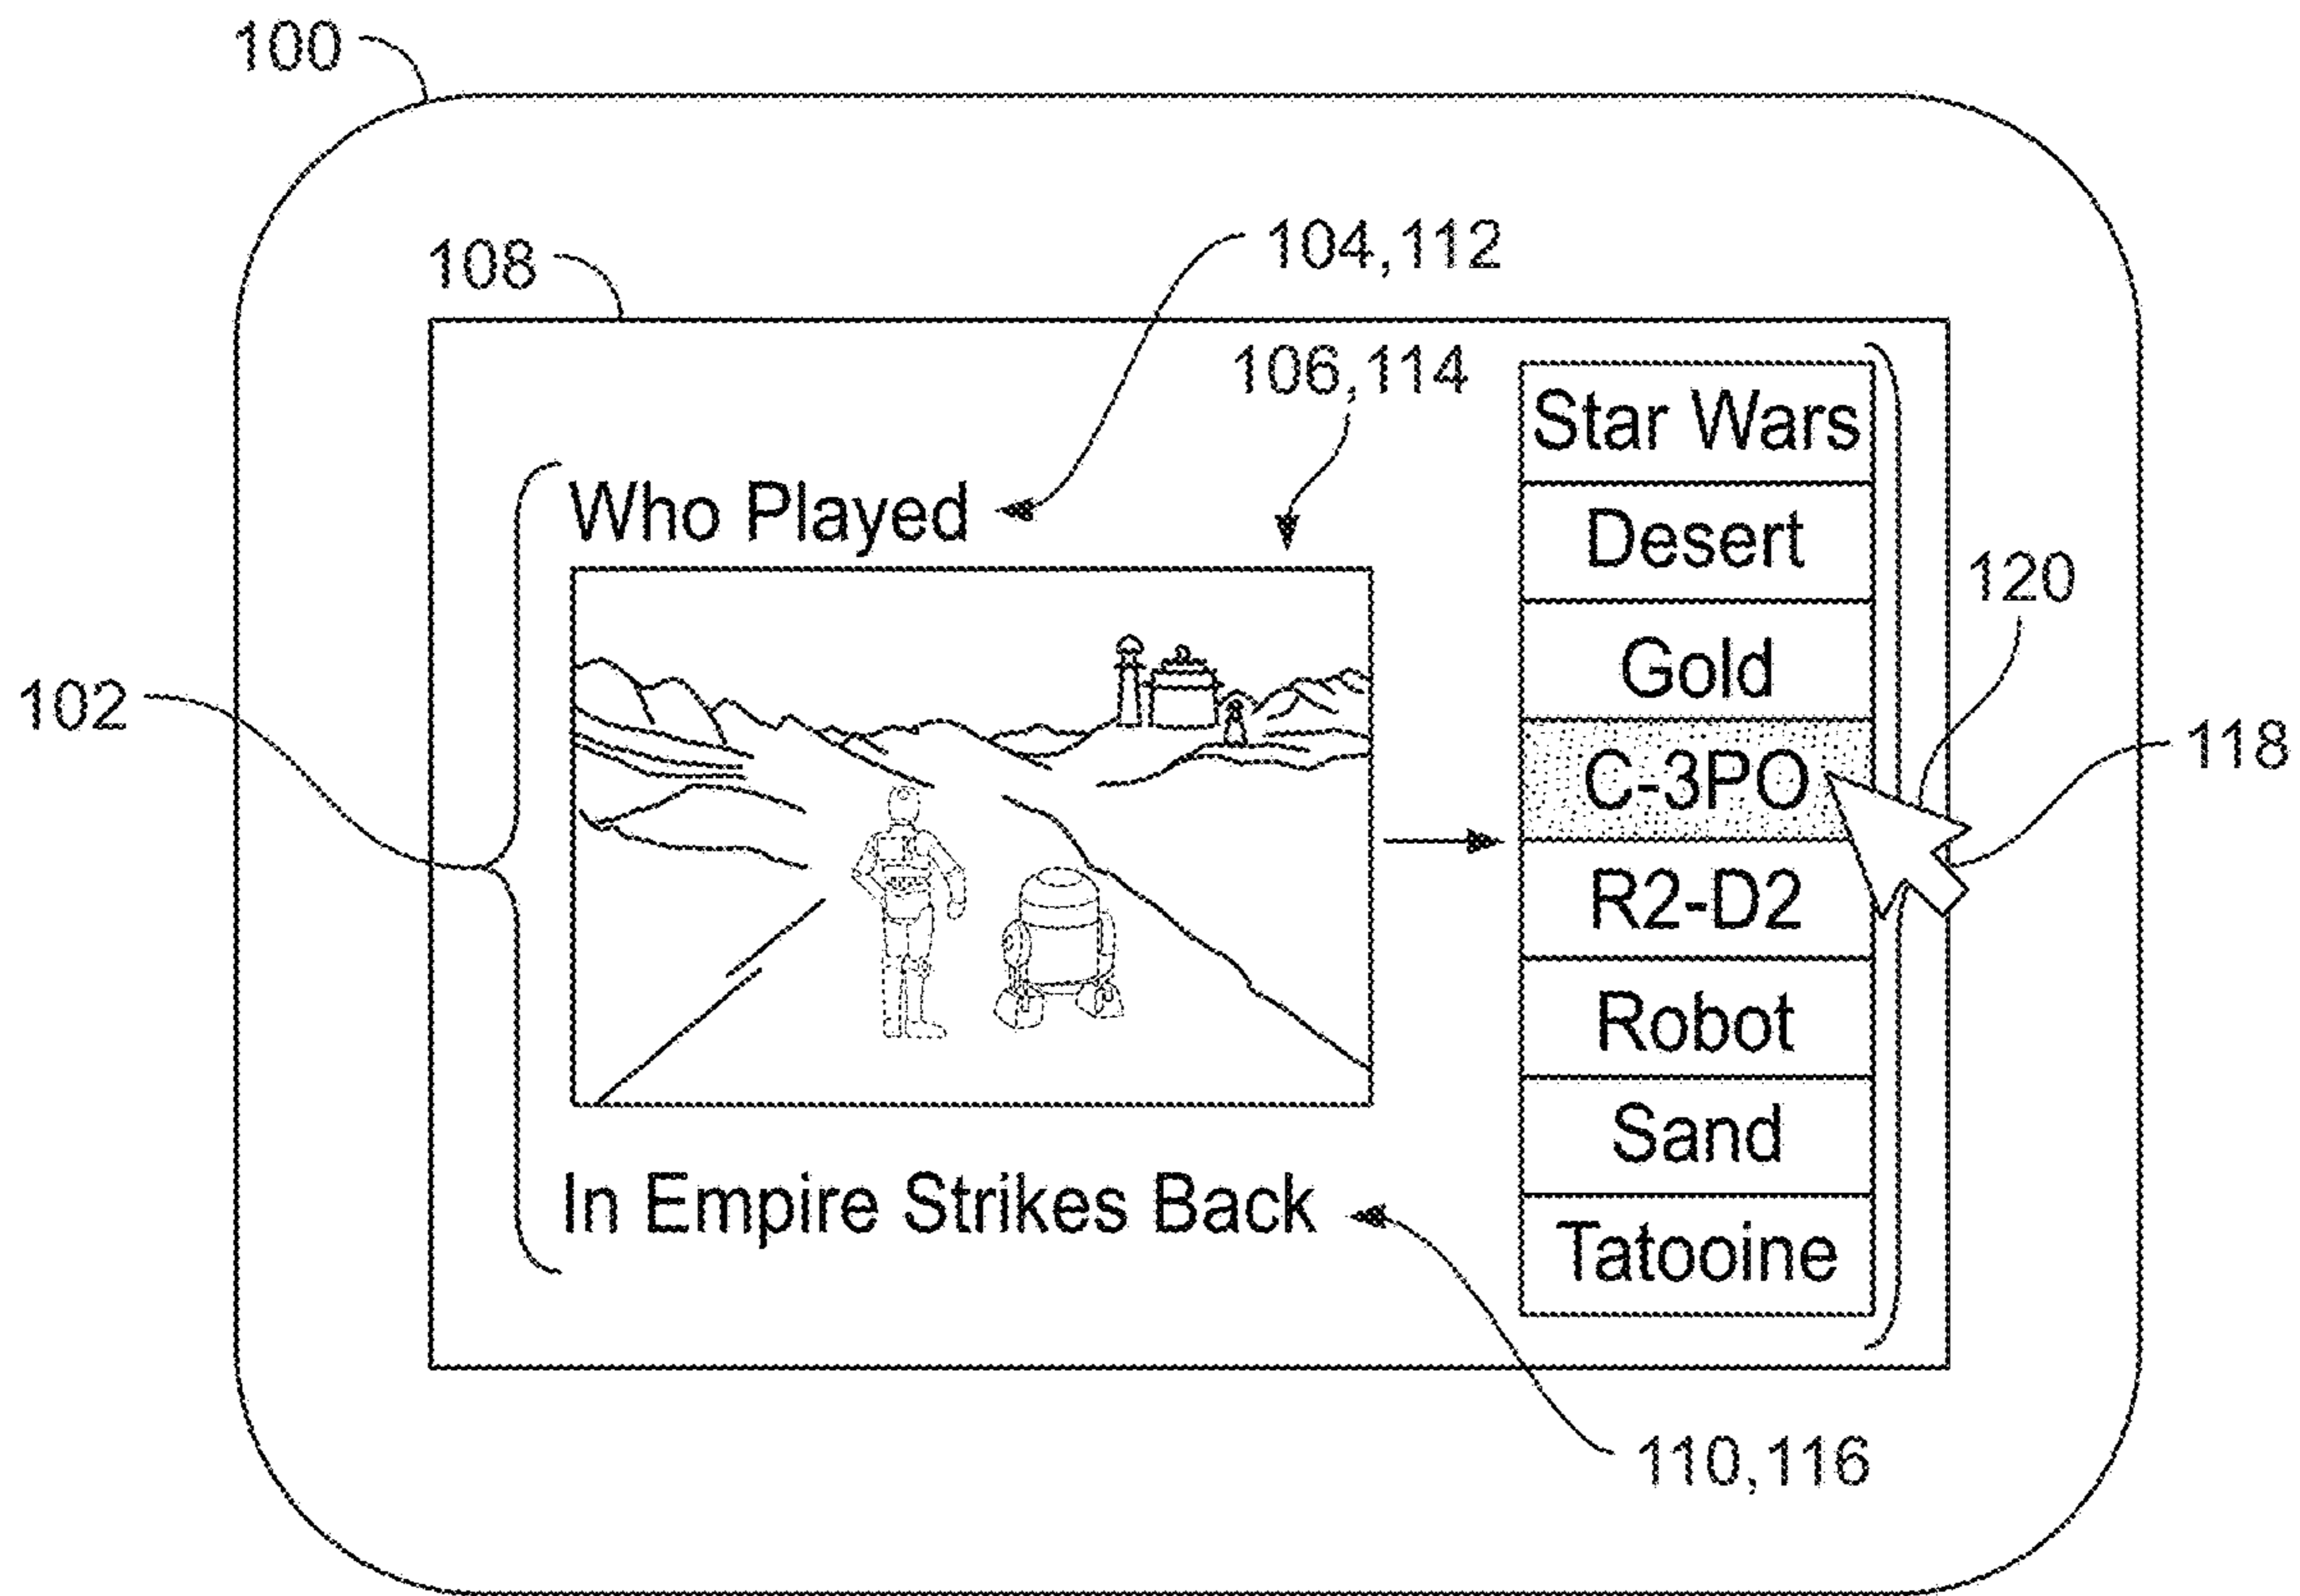 100
108
104,112
106,114
Who Played
102
In Empire Strikes Back
Star Wars
Desert
Gold
C-3PO
R2-D2
Robot
Sand
Tatooine
120
118
110,116